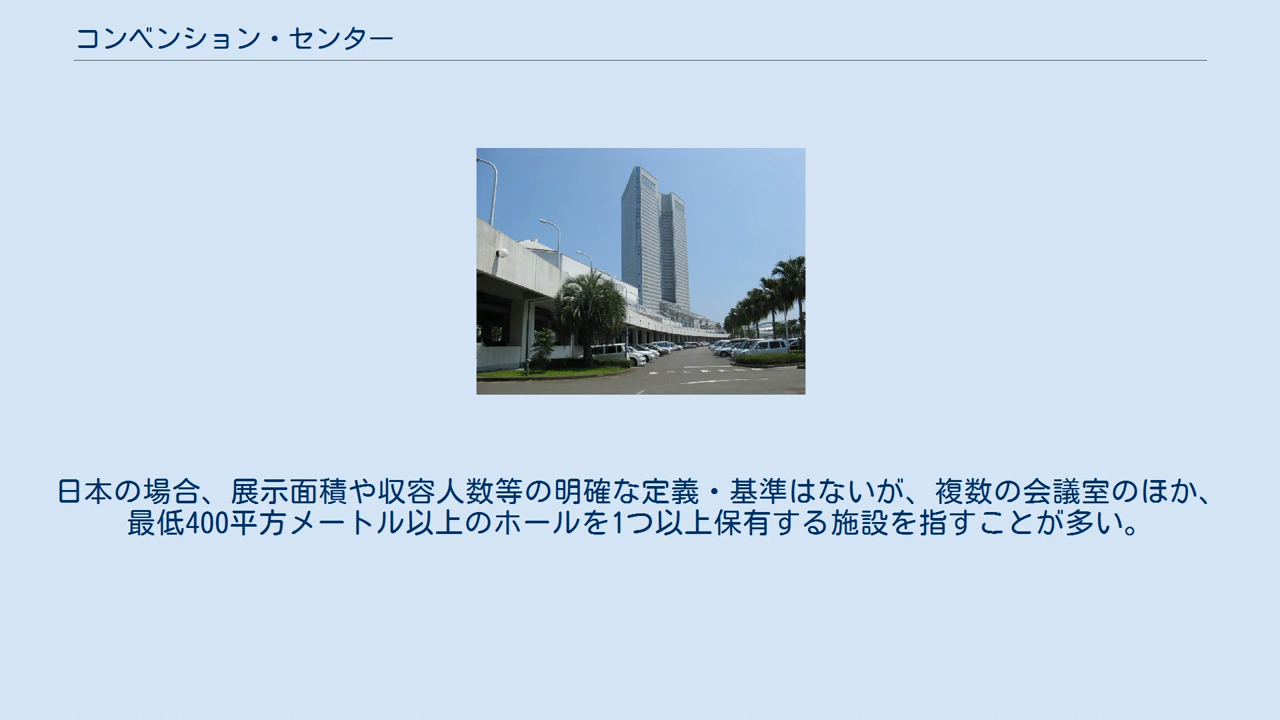 コンベンション・センター
日本の場合、展示面積や収容人数等の明確な定義・基準はないが、複数の会議室のほか、
最低400平方メートル以上のホールを1つ以上保有する施設を指すことが多い。